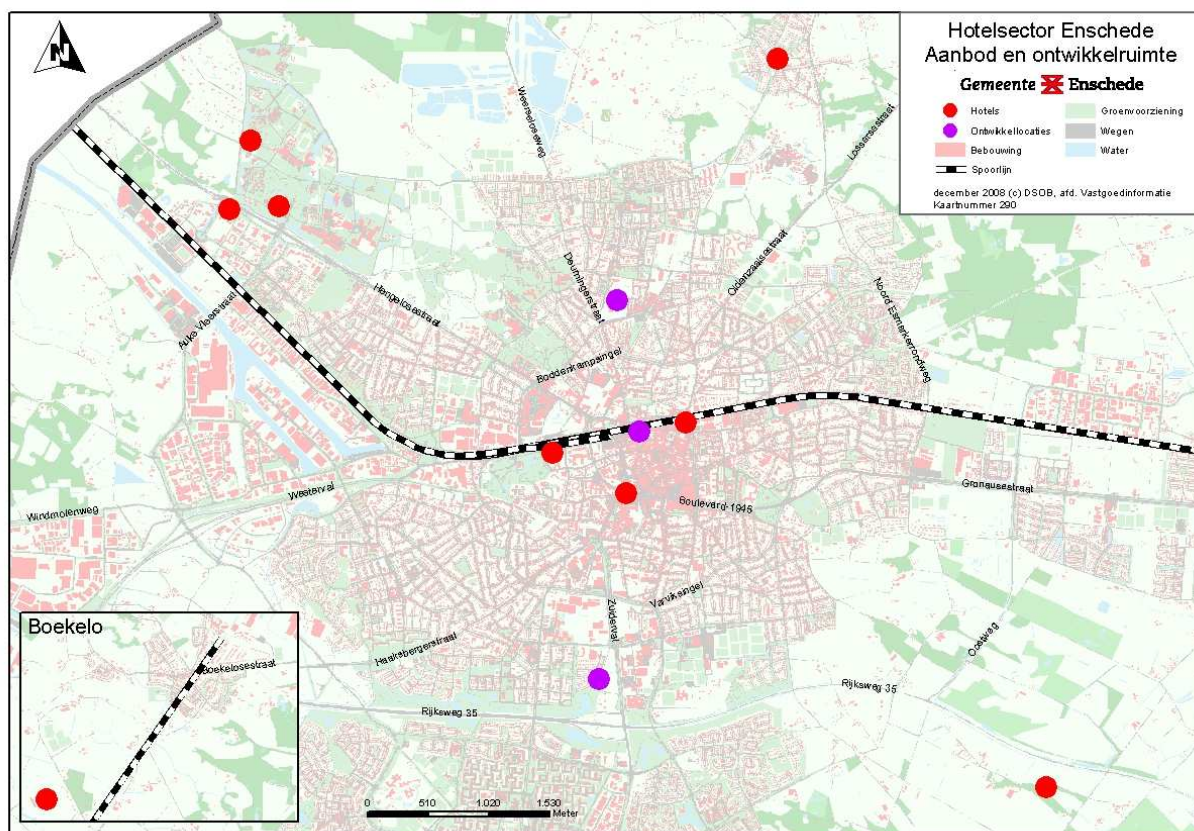 N
Hotelsector Enschede
Aanbod en ontwikkelruimte
Gemeente Enschede
Hotels
Ontwikkellocaties
Bebouwing
Spoorlijn
Groenvoorziening
Wegen
Water
december 2008 (c) DSOB, afd. Vastgoedinformatie
Kaartnummer 290
Weerseloseweg
Lossersestraat
Deurningerstraat
Oldenzaalsestraat
Hengelosestraat
Auke Vleerstraat
Noord Esmarkerrondweg
Boddenkampsingel
Westerval
Windmolenweg
Boulevard-1945
Gronausestraat
Varviksingel
Zuiderval
Haaksbergerstraat
Oostweg
Rijksweg 35
Rijksweg 35
Boekelo
Boekelosestraat
0 510 1.020 1.530
Meter